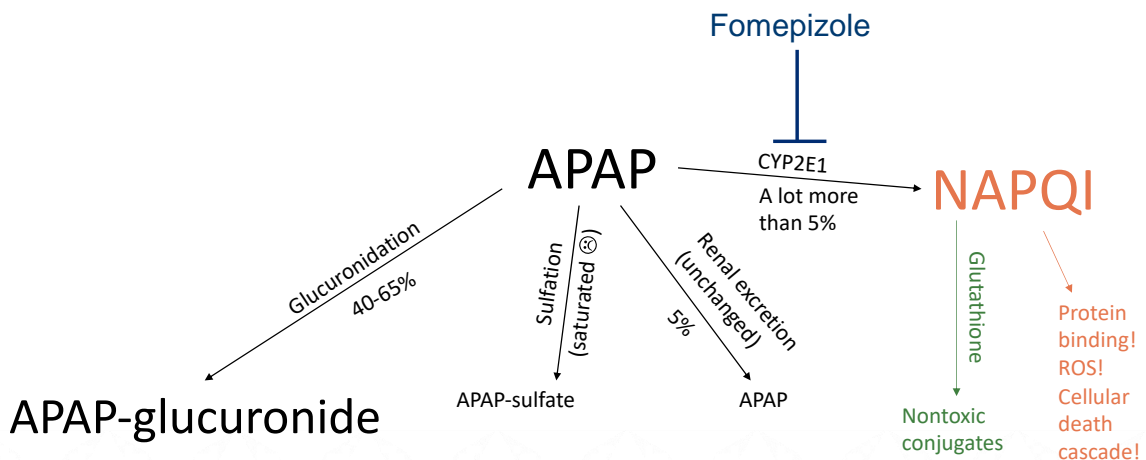 Fomepizole
APAP
CYP2E1
A lot more
than 5%
NAPQI
Glucuronidation
40-65%
Sulfation
(saturated ☹)
Renal excretion
(unchanged)
5%
Glutathione
Protein
binding!
ROS!
Cellular
death
cascade!
APAP-glucuronide
APAP-sulfate
APAP
Nontoxic
conjugates